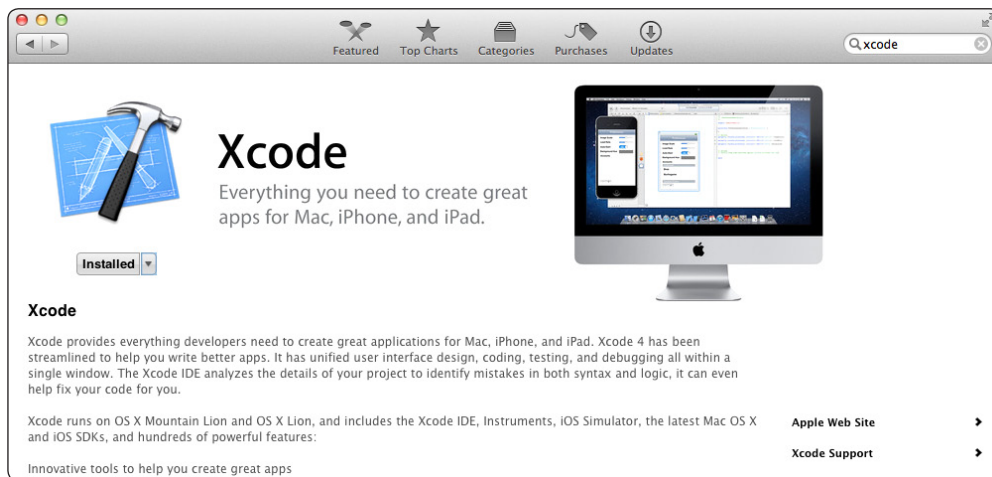 Featured Top Charts Categories Purchases Updates
xcode
Xcode
Everything you need to create great
apps for Mac, iPhone, and iPad.
Installed
Xcode
Xcode provides everything developers need to create great applications for Mac, iPhone, and iPad. Xcode 4 has been
streamlined to help you write better apps. It has unified user interface design, coding, testing, and debugging all within a
single window. The Xcode IDE analyzes the details of your project to identify mistakes in both syntax and logic, it can even
help fix your code for you.
Xcode runs on OS X Mountain Lion and OS X Lion, and includes the Xcode IDE, Instruments, iOS Simulator, the latest Mac OS X
and iOS SDKs, and hundreds of powerful features:
Innovative tools to help you create great apps
Apple Web Site
Xcode Support